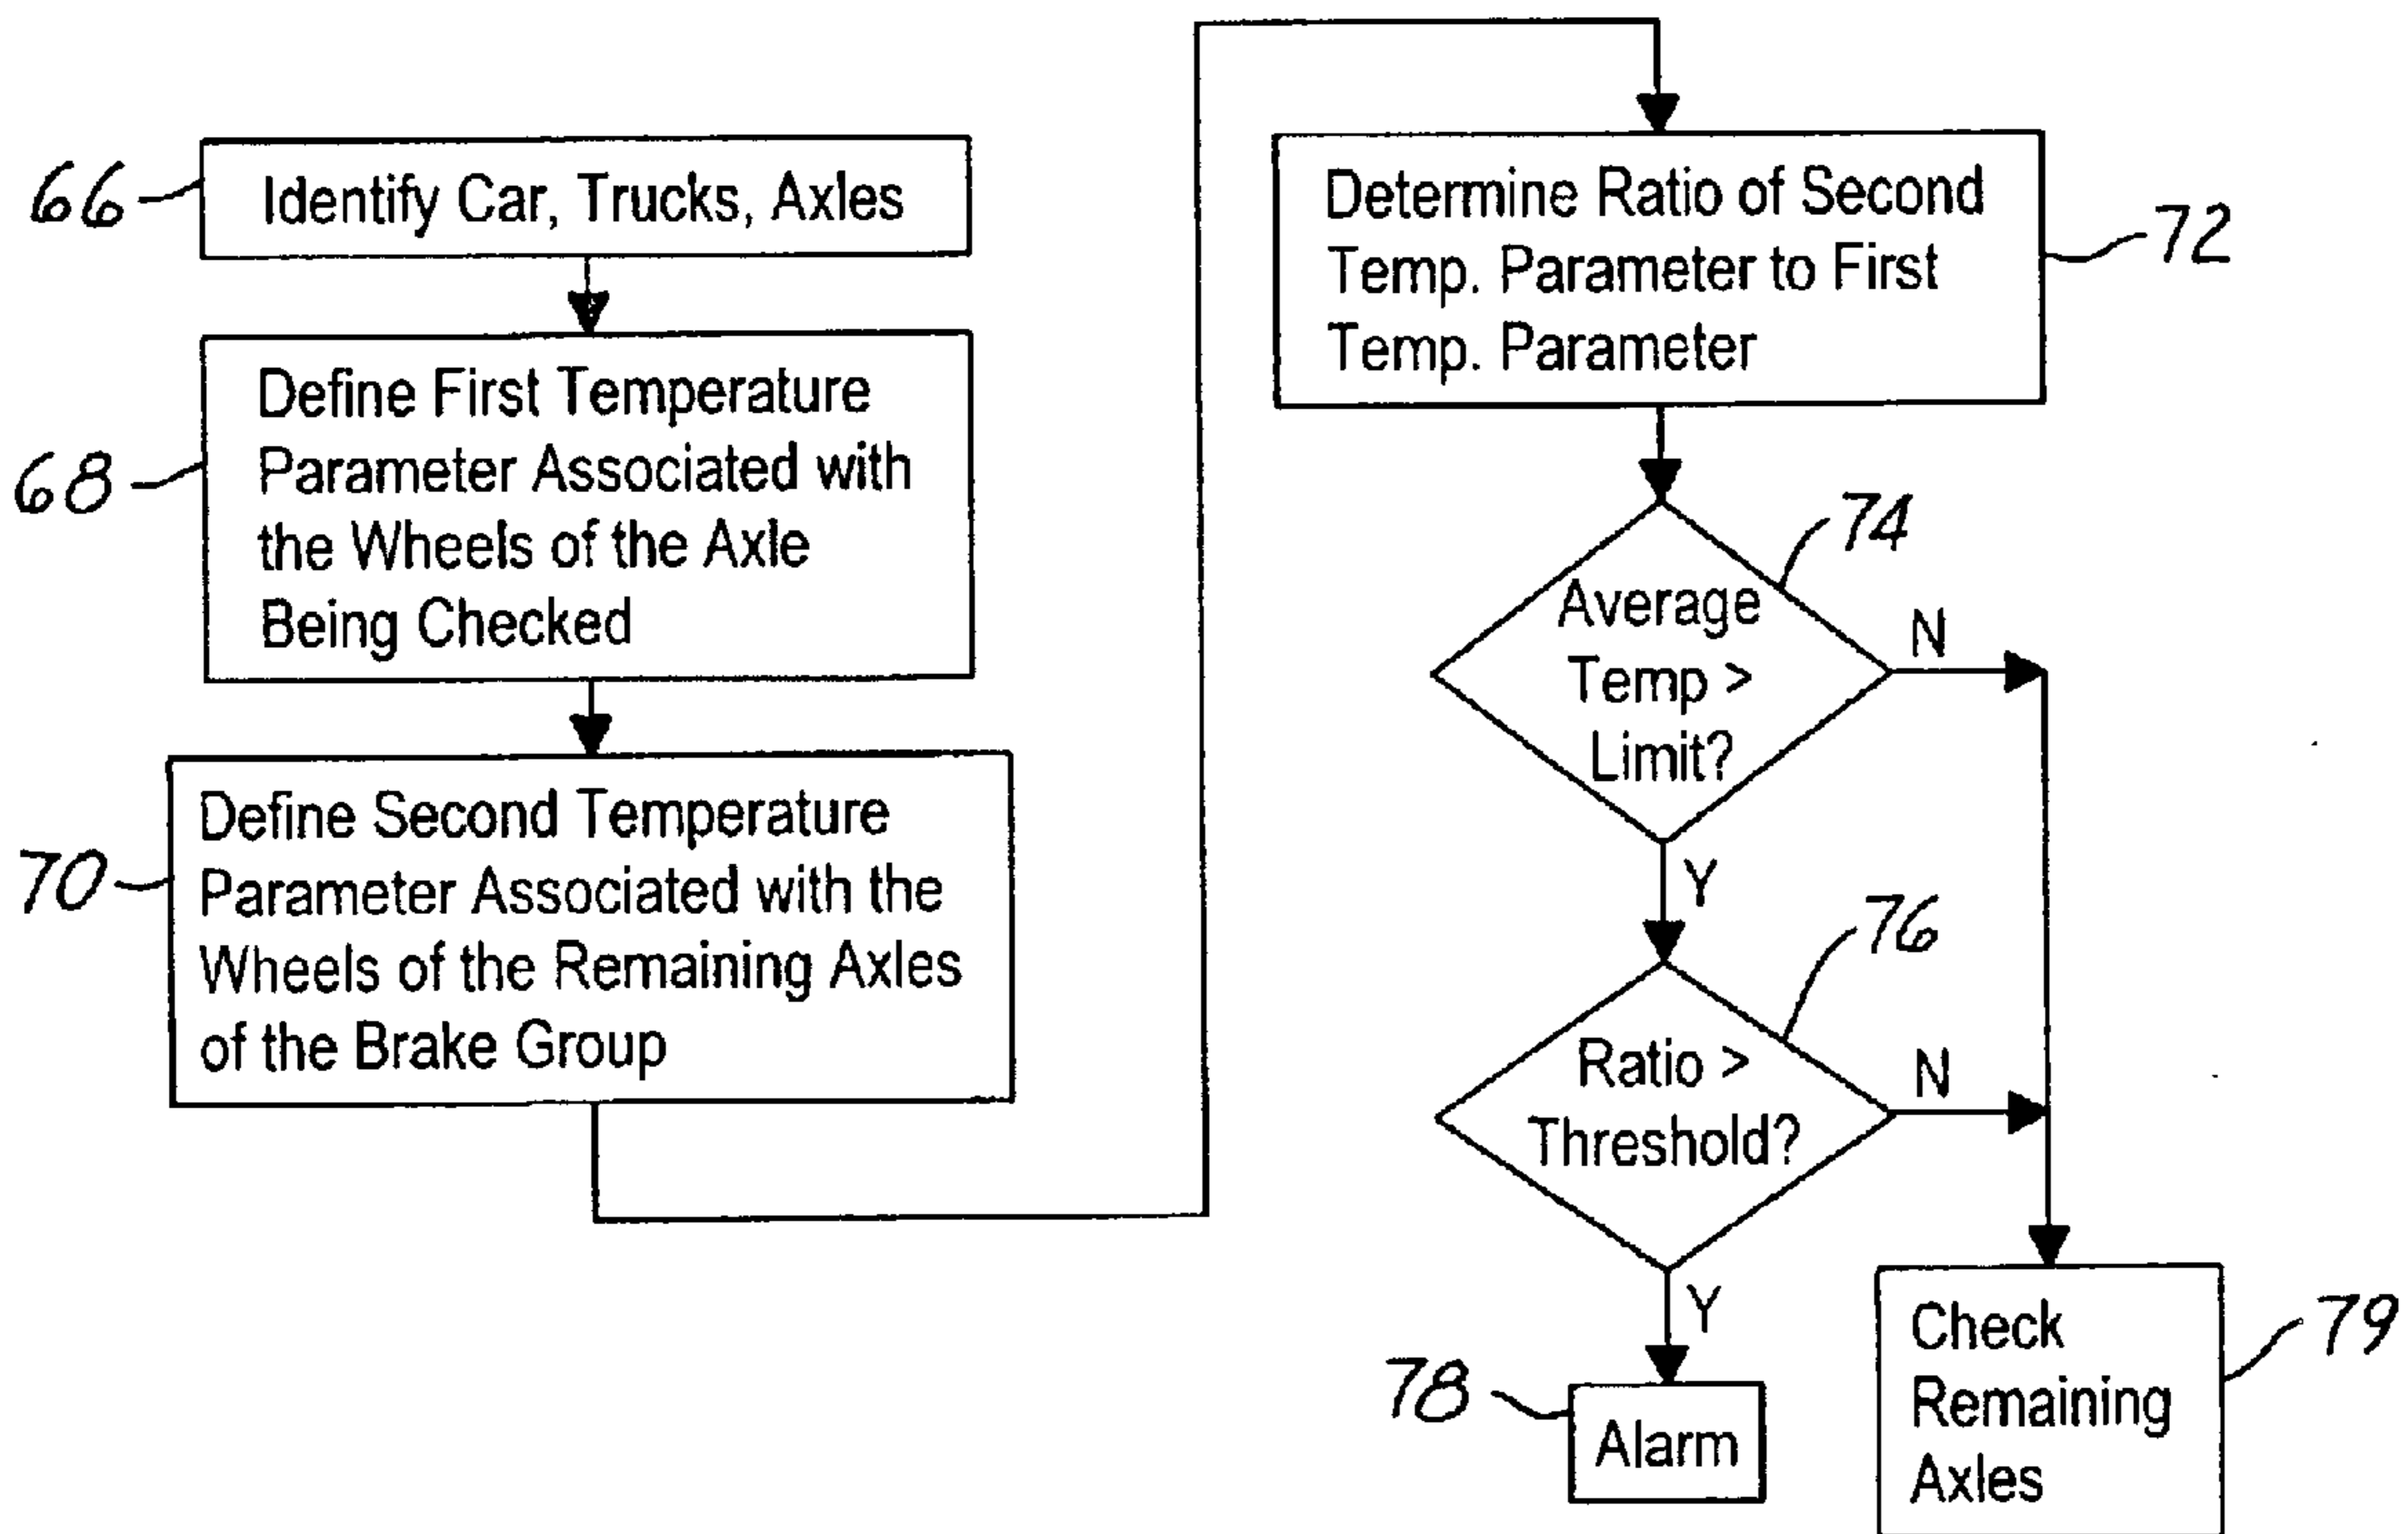 66
Identify Car, Trucks, Axles
68
Define First Temperature
Parameter Associated with
the Wheels of the Axle
Being Checked
70
Define Second Temperature
Parameter Associated with the
Wheels of the Remaining Axles
of the Brake Group
Determine Ratio of Second
Temp. Parameter to First
Temp. Parameter
72
74
Average
Temp >
Limit?
N
Y
76
Ratio >
Threshold?
N
Y
78
Alarm
Check
Remaining
Axles
79